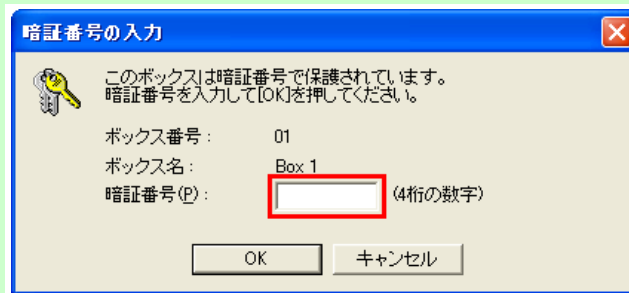 暗証番号の入力
このボックスは暗証番号で保護されています。
暗証番号を入力して[OK]を押してください。
ボックス番号： 01
ボックス名： Box 1
暗証番号(P)： (4桁の数字)
OK キャンセル